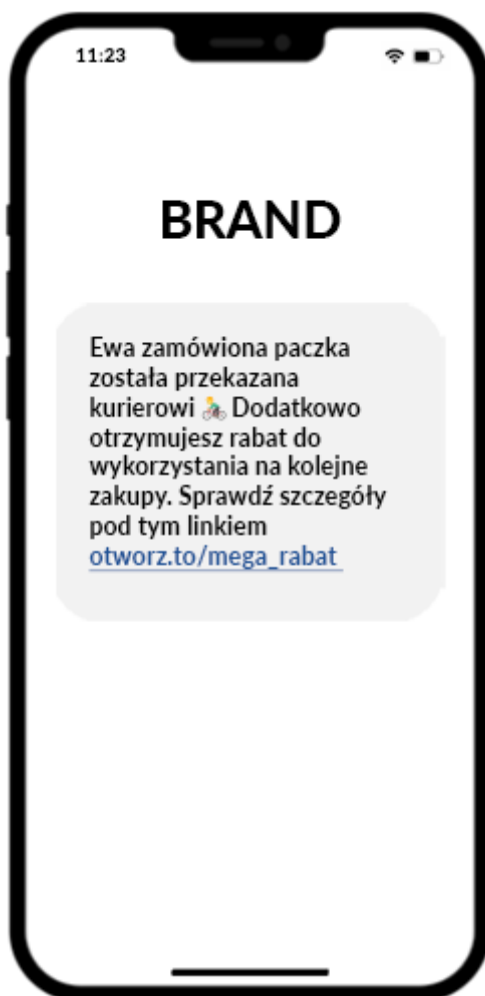 11:23
BRAND
Ewa zamówiona paczka
została przekazana
kurierowi 🚴 Dodatkowo
otrzymujesz rabat do
wykorzystania na kolejne
zakupy. Sprawdź szczegóły
pod tym linkiem
otworz.to/mega_rabat